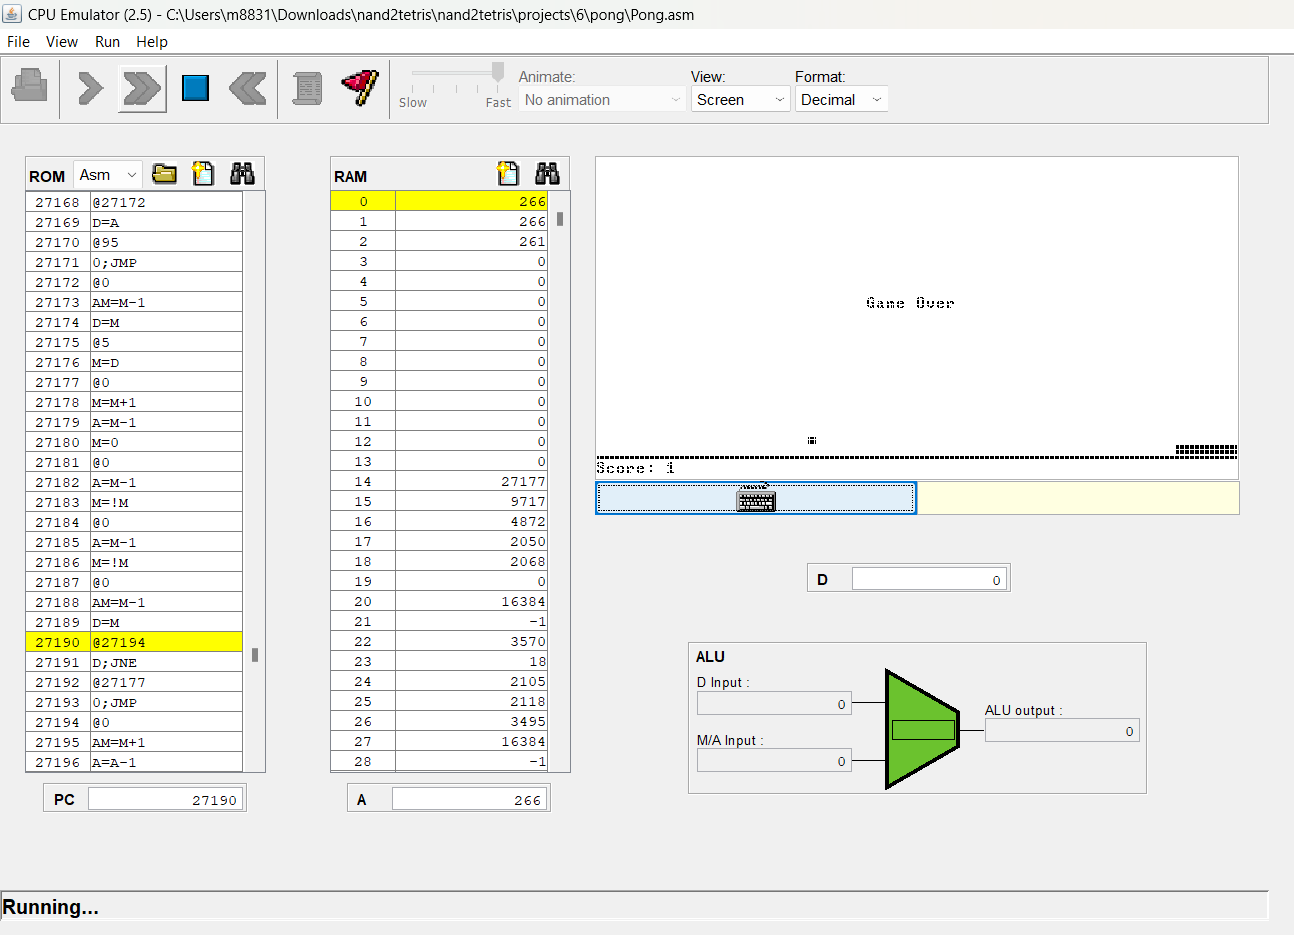 CPU Emulator (2.5) - C:\Users\m8831\Downloads\nand2tetris\nand2tetris\projects\6\pong\Pong.asm
File View Run Help
Slow Fast
Animate:
No animation
View:
Screen
Format:
Decimal
ROM Asm
27168 @27172
27169 D=A
27170 @95
27171 0;JMP
27172 @0
27173 AM=M-1
27174 D=M
27175 @5
27176 M=D
27177 @0
27178 M=M+1
27179 A=M-1
27180 M=0
27181 @0
27182 A=M-1
27183 M=!M
27184 @0
27185 A=M-1
27186 M=!M
27187 @0
27188 AM=M-1
27189 D=M
27190 @27194
27191 D;JNE
27192 @27177
27193 0;JMP
27194 @0
27195 AM=M+1
27196 A=A-1
PC 27190
RAM
0 266
1 266
2 261
3 0
4 0
5 0
6 0
7 0
8 0
9 0
10 0
11 0
12 0
13 0
14 27177
15 9717
16 4872
17 2050
18 2068
19 0
20 16384
21 -1
22 3570
23 18
24 2105
25 2118
26 3495
27 16384
28 -1
A 266
Game Over
Score: 1
D 0
ALU
D Input :
0
M/A Input :
0
ALU output :
0
Running...